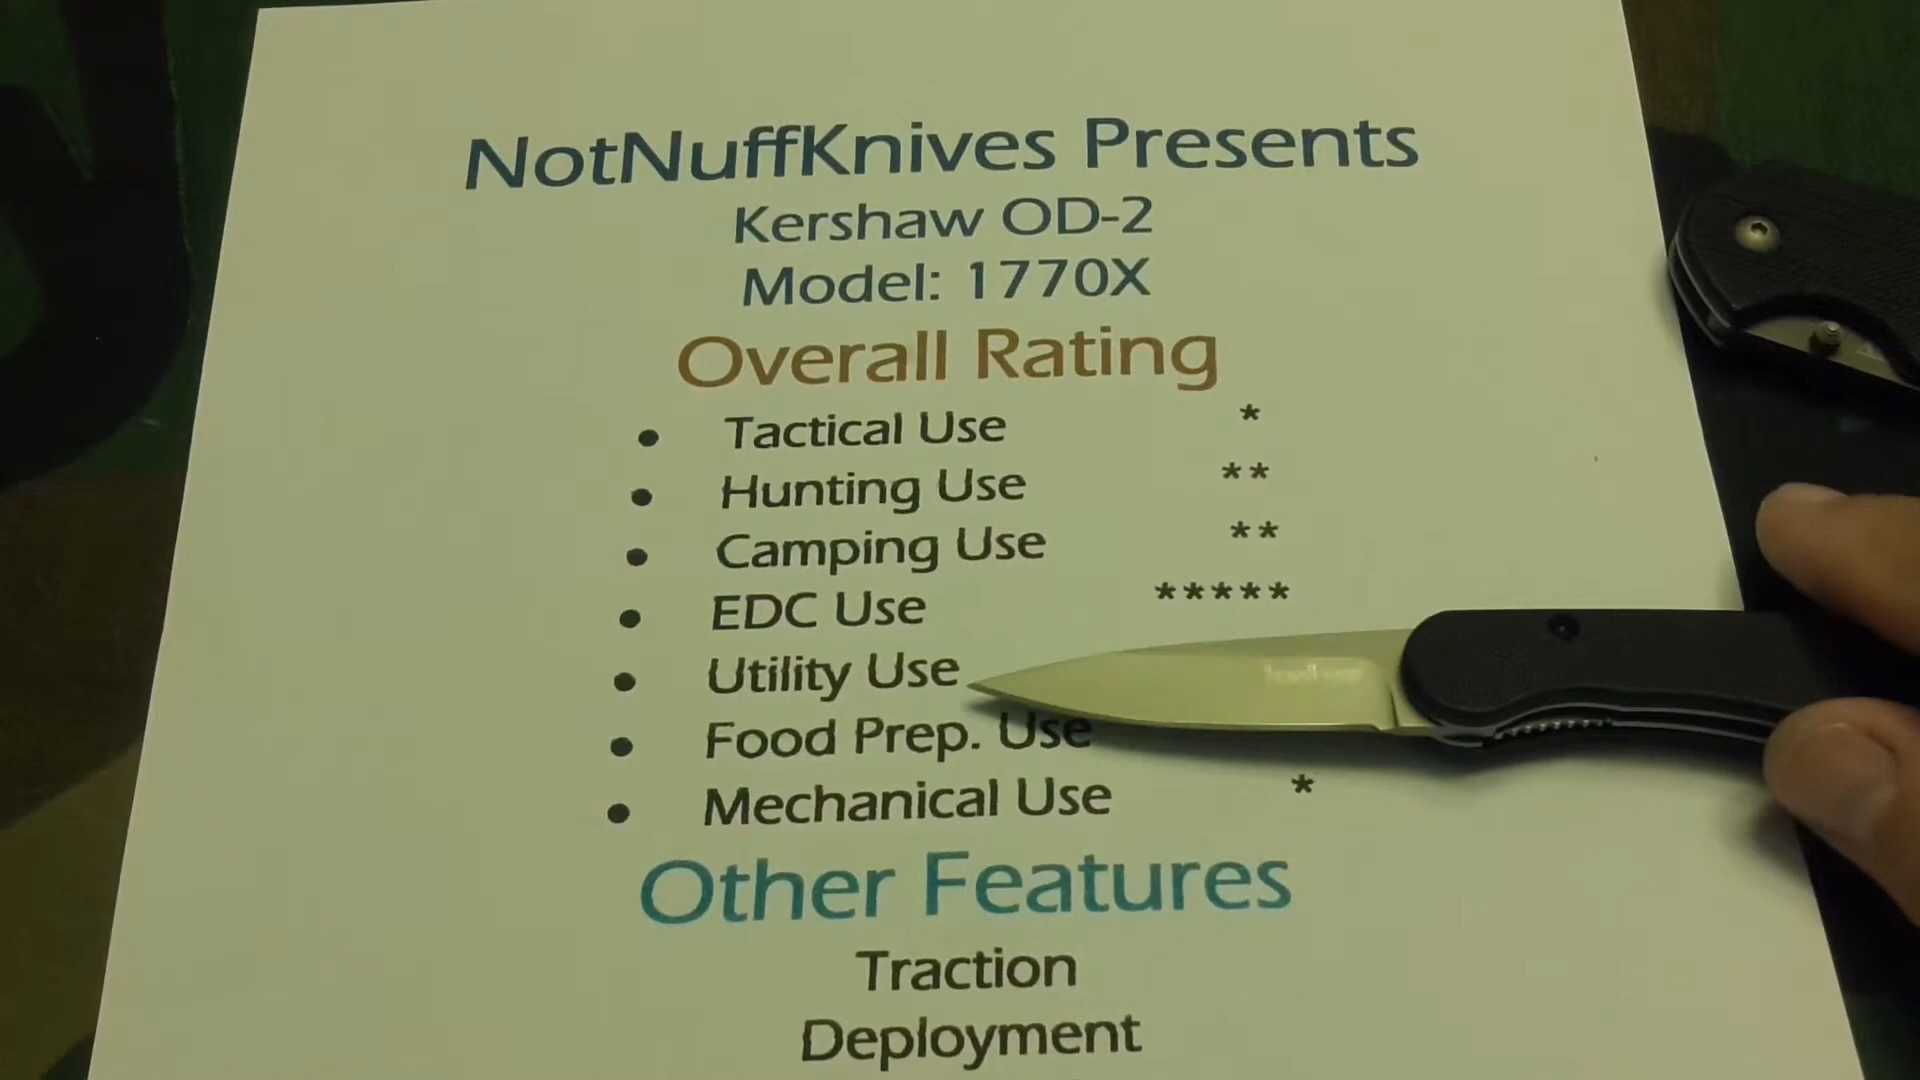 NotNuffKnives Presents
Kershaw OD-2
Model: 1770X
Overall Rating
• Tactical Use *
• Hunting Use **
• Camping Use **
• EDC Use *****
• Utility Use
• Food Prep. Use
• Mechanical Use *
Other Features
Traction
Deployment